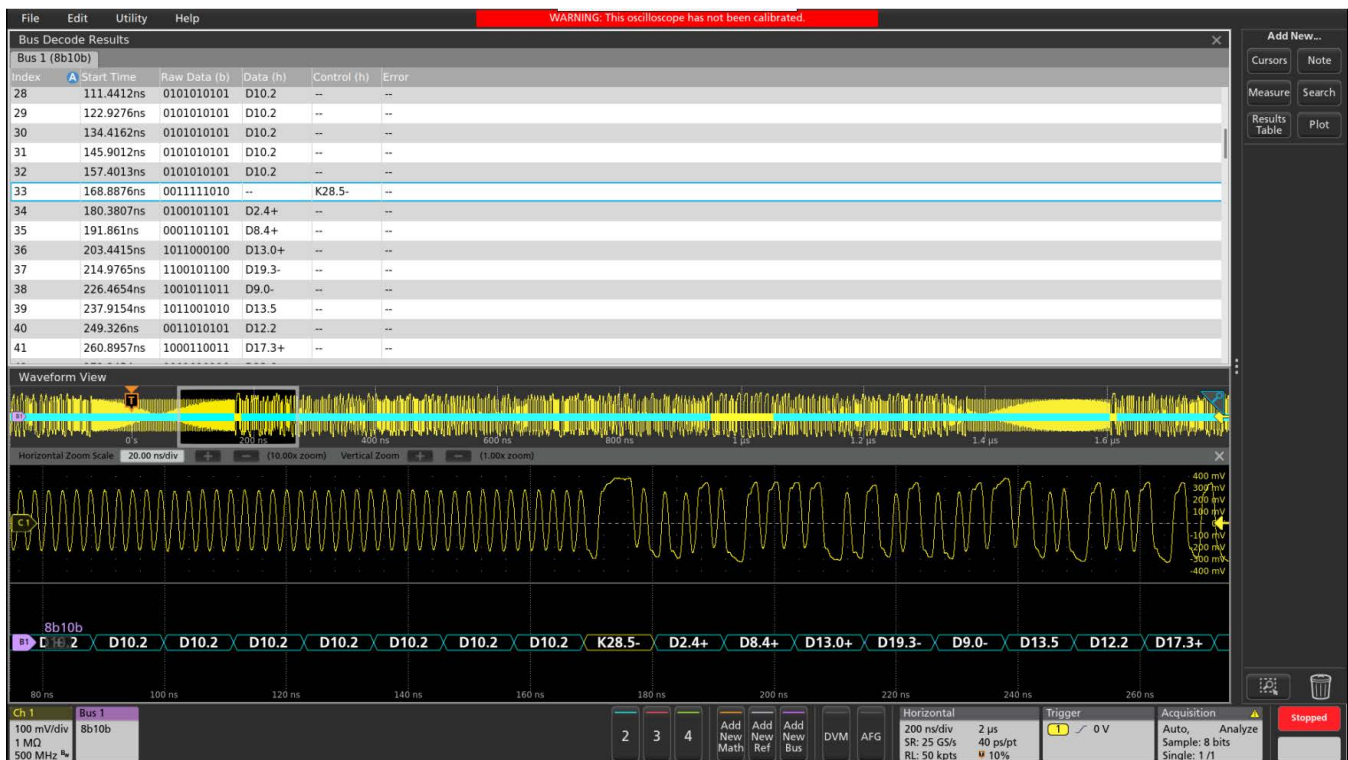 File Edit Utility Help WARNING: This oscilloscope has not been calibrated.
Bus Decode Results
Bus 1 (8b10b)
Index A Start Time Raw Data (b) Data (h) Control (h) Error
28 111.4412ns 0101010101 D10.2 -- --
29 122.9276ns 0101010101 D10.2 -- --
30 134.4162ns 0101010101 D10.2 -- --
31 145.9012ns 0101010101 D10.2 -- --
32 157.4013ns 0101010101 D10.2 -- --
33 168.8876ns 0011111010 -- K28.5- --
34 180.3807ns 0100101101 D2.4+ -- --
35 191.861ns 0001101101 D8.4+ -- --
36 203.4415ns 1011000100 D13.0+ -- --
37 214.9765ns 1100101100 D19.3- -- --
38 226.4654ns 1001011011 D9.0- -- --
39 237.9154ns 1011001010 D13.5 -- --
40 249.326ns 0011010101 D12.2 -- --
41 260.8957ns 1000110011 D17.3+ -- --
Add New...
Cursors Note
Measure Search
Results Table Plot
Waveform View
T
B1
0 s 200 ns 400 ns 600 ns 800 ns 1 µs 1.2 µs 1.4 µs 1.6 µs
Horizontal Zoom Scale 20.00 ns/div + - (10.00x zoom) Vertical Zoom + - (1.00x zoom)
400 mV
300 mV
200 mV
100 mV
C1
-100 mV
-200 mV
-300 mV
-400 mV
8b10b
B1 D10.2 D10.2 D10.2 D10.2 D10.2 D10.2 D10.2 K28.5- D2.4+ D8.4+ D13.0+ D19.3- D9.0- D13.5 D12.2 D17.3+
80 ns 100 ns 120 ns 140 ns 160 ns 180 ns 200 ns 220 ns 240 ns 260 ns
Ch 1
100 mV/div
1 MΩ
500 MHz Bw
Bus 1
8b10b
2 3 4
Add New Math
Add New Ref
Add New Bus
DVM AFG
Horizontal
200 ns/div 2 µs
SR: 25 GS/s 40 ps/pt
RL: 50 kpts 10%
Trigger
1 0 V
Acquisition
Auto, Analyze
Sample: 8 bits
Single: 1 /1
Stopped